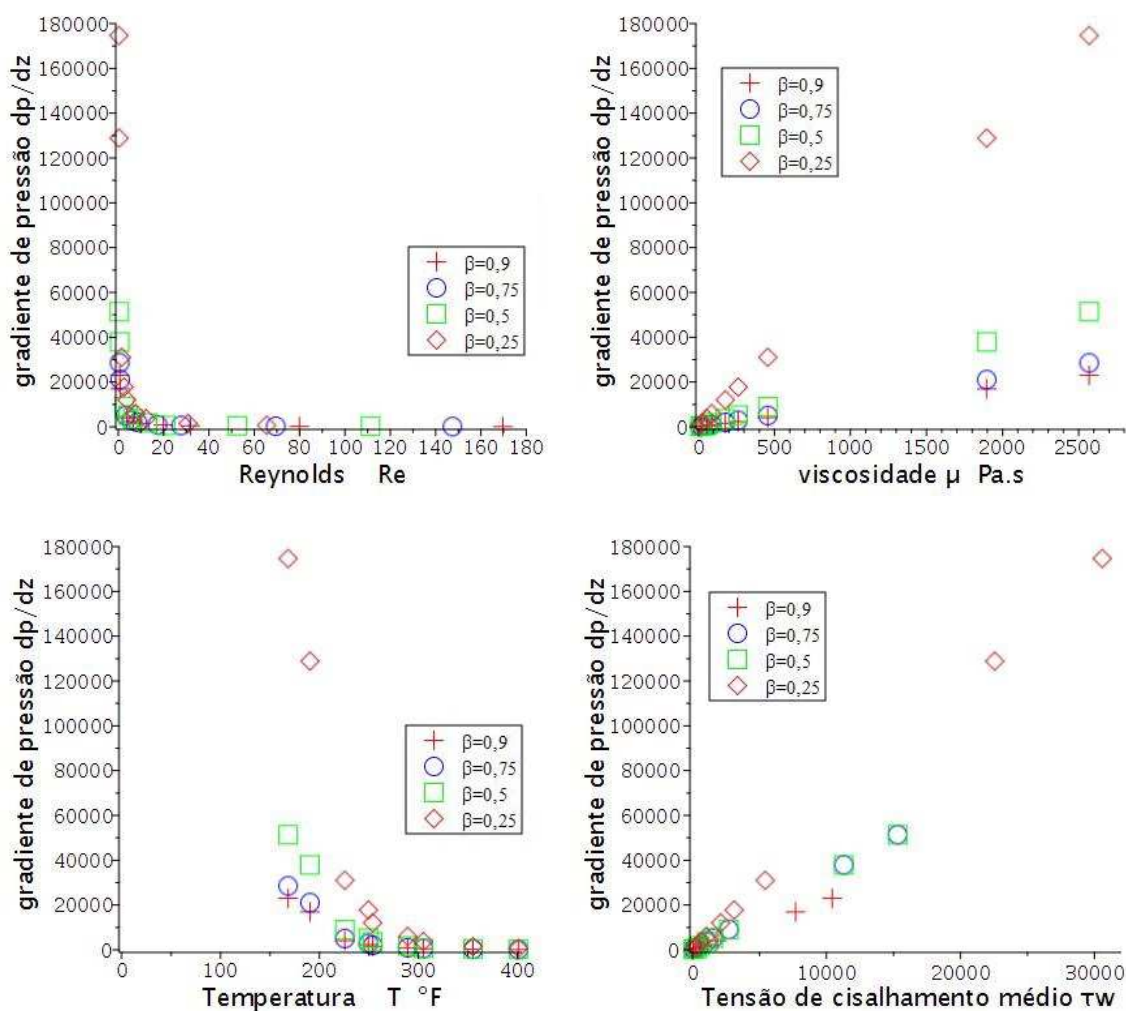 gradiente de pressão dp/dz
180000
160000
140000
120000
100000
80000
60000
40000
20000
0
β=0,9
β=0,75
β=0,5
β=0,25
0 20 40 60 80 100 120 140 160 180
Reynolds Re
gradiente de pressão dp/dz
180000
160000
140000
120000
100000
80000
60000
40000
20000
0
β=0,9
β=0,75
β=0,5
β=0,25
0 500 1000 1500 2000 2500
viscosidade μ Pa.s
gradiente de pressão dp/dz
180000
160000
140000
120000
100000
80000
60000
40000
20000
0
β=0,9
β=0,75
β=0,5
β=0,25
0 100 200 300 400
Temperatura T °F
gradiente de pressão dp/dz
180000
160000
140000
120000
100000
80000
60000
40000
20000
0
β=0,9
β=0,75
β=0,5
β=0,25
0 10000 20000 30000
Tensão de cisalhamento médio τw